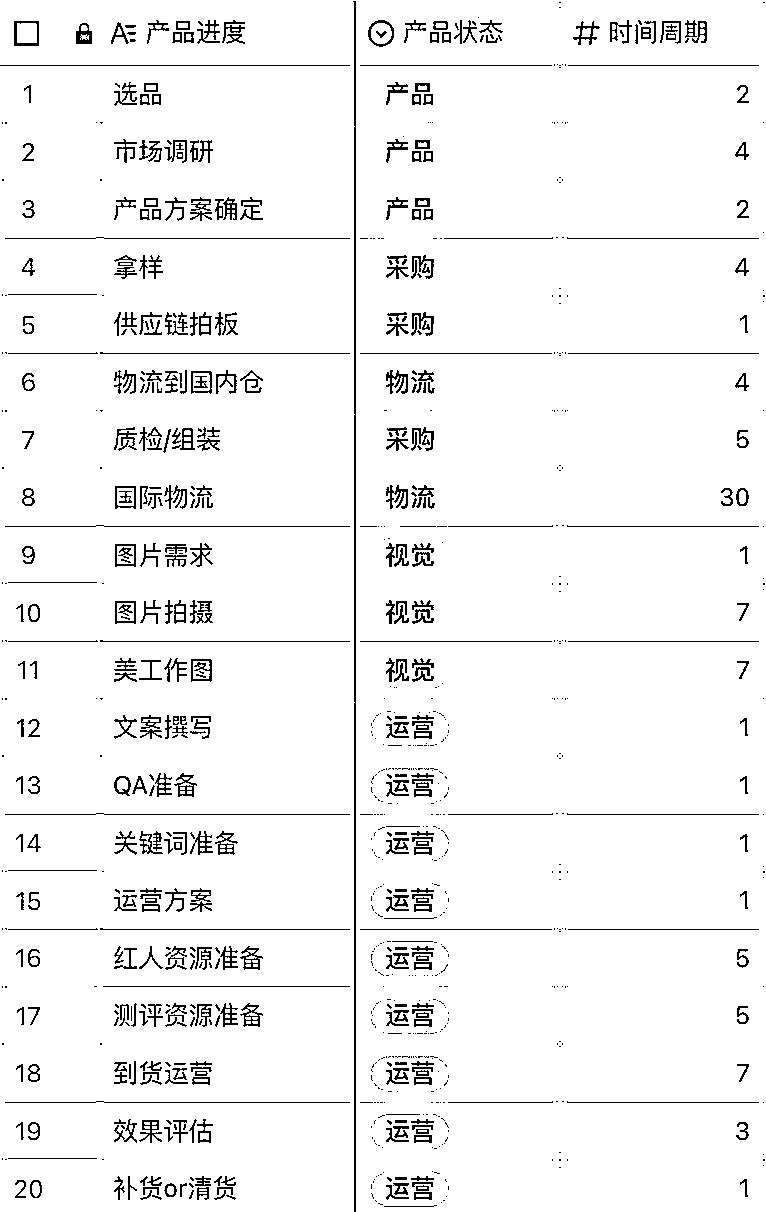 产品进度 产品状态 # 时间周期
1 选品 产品 2
2 市场调研 产品 4
3 产品方案确定 产品 2
4 拿样 采购 4
5 供应链拍板 采购 1
6 物流到国内仓 物流 4
7 质检/组装 采购 5
8 国际物流 物流 30
9 图片需求 视觉 1
10 图片拍摄 视觉 7
11 美工作图 视觉 7
12 文案撰写 运营 1
13 QA准备 运营 1
14 关键词准备 运营 1
15 运营方案 运营 1
16 红人资源准备 运营 5
17 测评资源准备 运营 5
18 到货运营 运营 7
19 效果评估 运营 3
20 补货or清货 运营 1